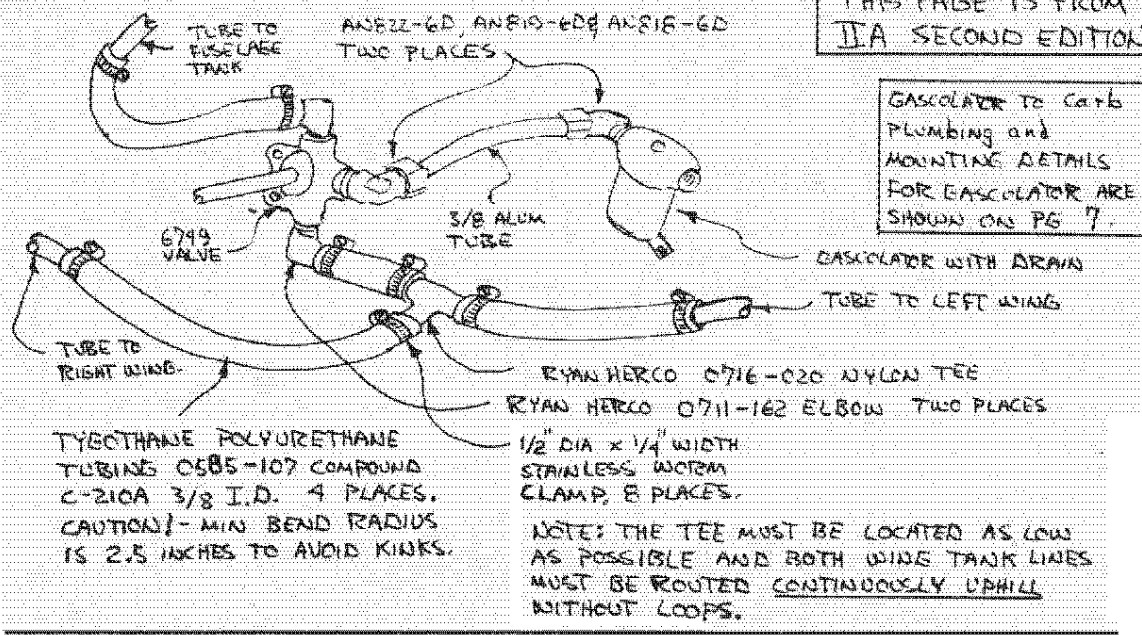 THIS PAGE IS FROM
IIA SECOND EDITION
TUBE TO
FUSELAGE
TANK
AN822-6D, AN819-6D & AN818-6D
TWO PLACES
GASCOLATOR TO Carb
PLUMBING and
MOUNTING DETAILS
FOR GASCOLATOR ARE
SHOWN ON PG 7.
6749
VALVE
3/8 ALUM
TUBE
GASCOLATOR WITH DRAIN
TUBE TO LEFT WING
TUBE TO
RIGHT WING.
RYAN HERCO 0716-020 NYLON TEE
RYAN HERCO 0711-162 ELBOW TWO PLACES
TYGOTHANE POLYURETHANE
TUBING 0585-107 COMPOUND
C-210A 3/8 I.D. 4 PLACES.
CAUTION! - MIN BEND RADIUS
IS 2.5 INCHES TO AVOID KINKS.
1/2" DIA x 1/4" WIDTH
STAINLESS WORM
CLAMP, 8 PLACES.
NOTE: THE TEE MUST BE LOCATED AS LOW
AS POSSIBLE AND BOTH WING TANK LINES
MUST BE ROUTED CONTINUOUSLY UPHILL
WITHOUT LOOPS.